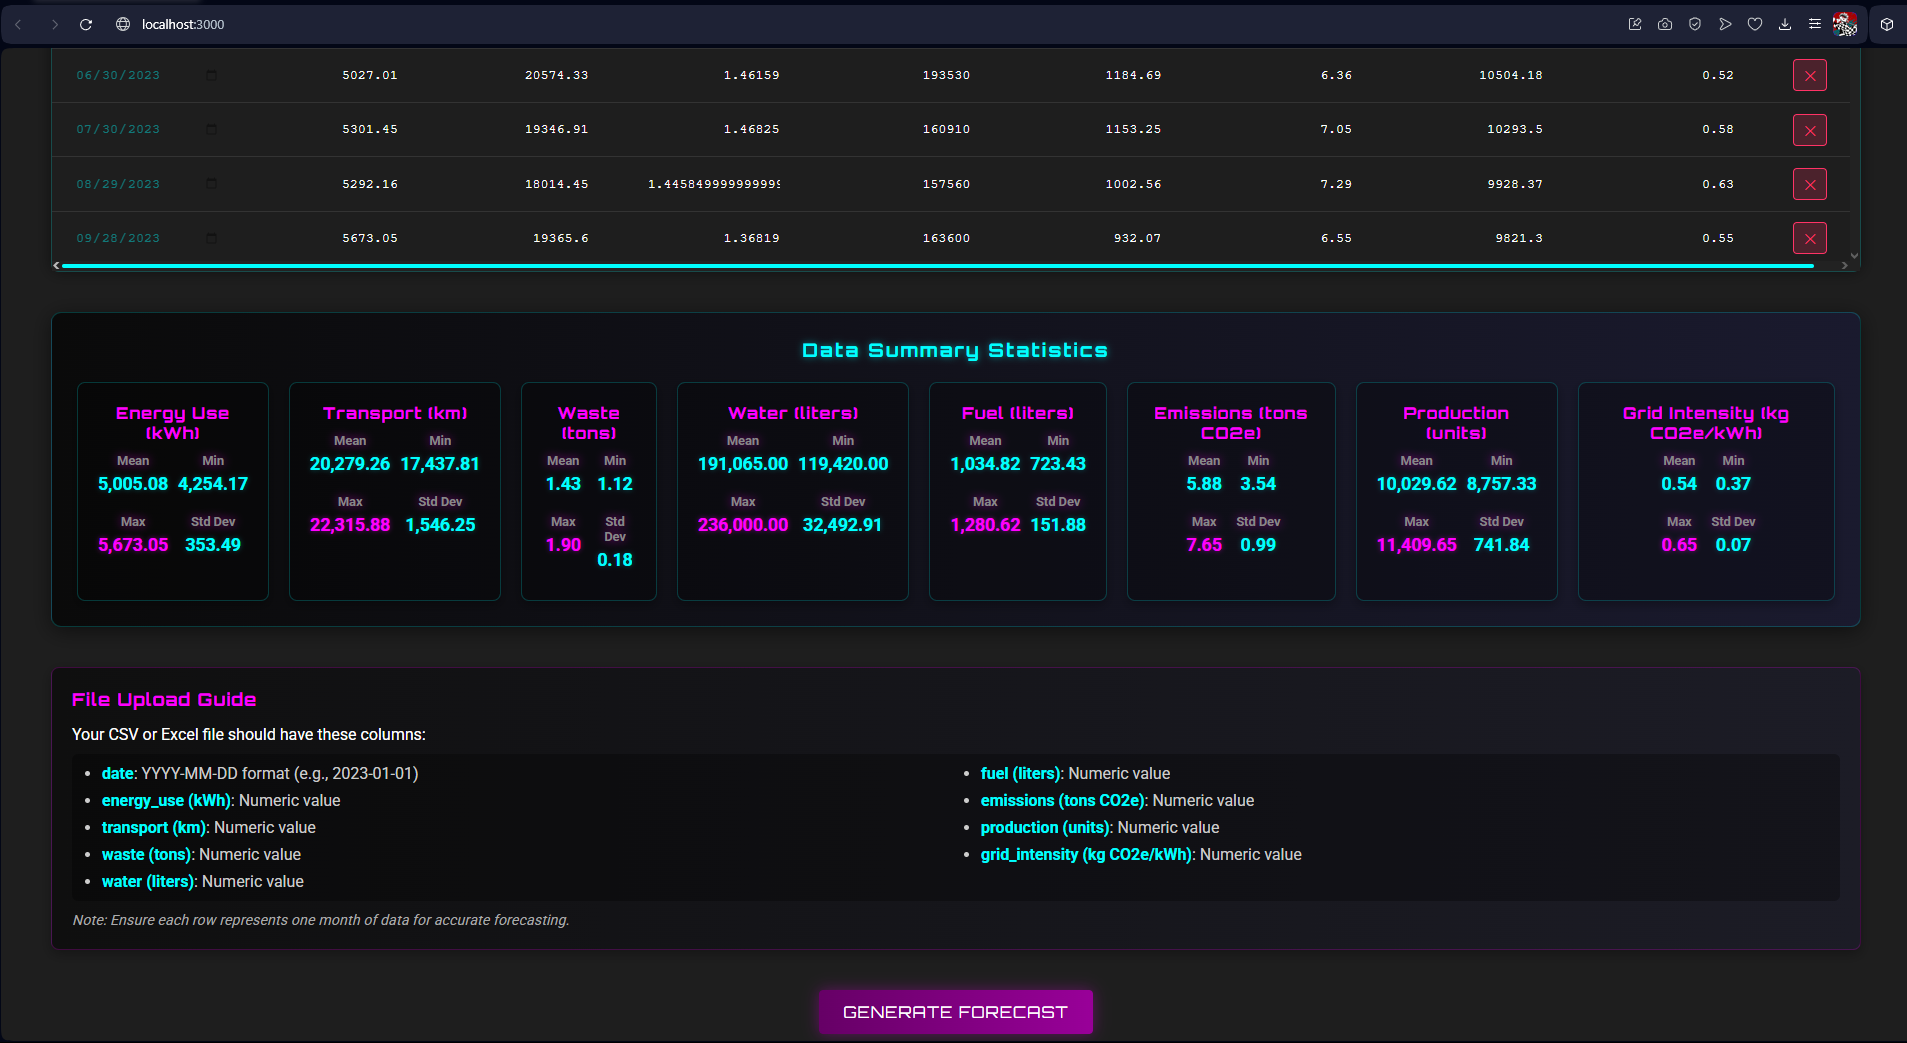 localhost:3000
06/30/2023 5027.01 20574.33 1.46159 193530 1184.69 6.36 10504.18 0.52
07/30/2023 5301.45 19346.91 1.46825 160910 1153.25 7.05 10293.5 0.58
08/29/2023 5292.16 18014.45 1.445849999999999 157560 1002.56 7.29 9928.37 0.63
09/28/2023 5673.05 19365.6 1.36819 163600 932.07 6.55 9821.3 0.55
Data Summary Statistics
Energy Use
(kWh)
Mean Min
5,005.08 4,254.17
Max Std Dev
5,673.05 353.49
Transport (km)
Mean Min
20,279.26 17,437.81
Max Std Dev
22,315.88 1,546.25
Waste
(tons)
Mean Min
1.43 1.12
Max Std
Dev
1.90 0.18
Water (liters)
Mean Min
191,065.00 119,420.00
Max Std Dev
236,000.00 32,492.91
Fuel (liters)
Mean Min
1,034.82 723.43
Max Std Dev
1,280.62 151.88
Emissions (tons
CO2e)
Mean Min
5.88 3.54
Max Std Dev
7.65 0.99
Production
(units)
Mean Min
10,029.62 8,757.33
Max Std Dev
11,409.65 741.84
Grid Intensity (kg
CO2e/kWh)
Mean Min
0.54 0.37
Max Std Dev
0.65 0.07
File Upload Guide
Your CSV or Excel file should have these columns:
• date: YYYY-MM-DD format (e.g., 2023-01-01)
• energy_use (kWh): Numeric value
• transport (km): Numeric value
• waste (tons): Numeric value
• water (liters): Numeric value
• fuel (liters): Numeric value
• emissions (tons CO2e): Numeric value
• production (units): Numeric value
• grid_intensity (kg CO2e/kWh): Numeric value
Note: Ensure each row represents one month of data for accurate forecasting.
GENERATE FORECAST